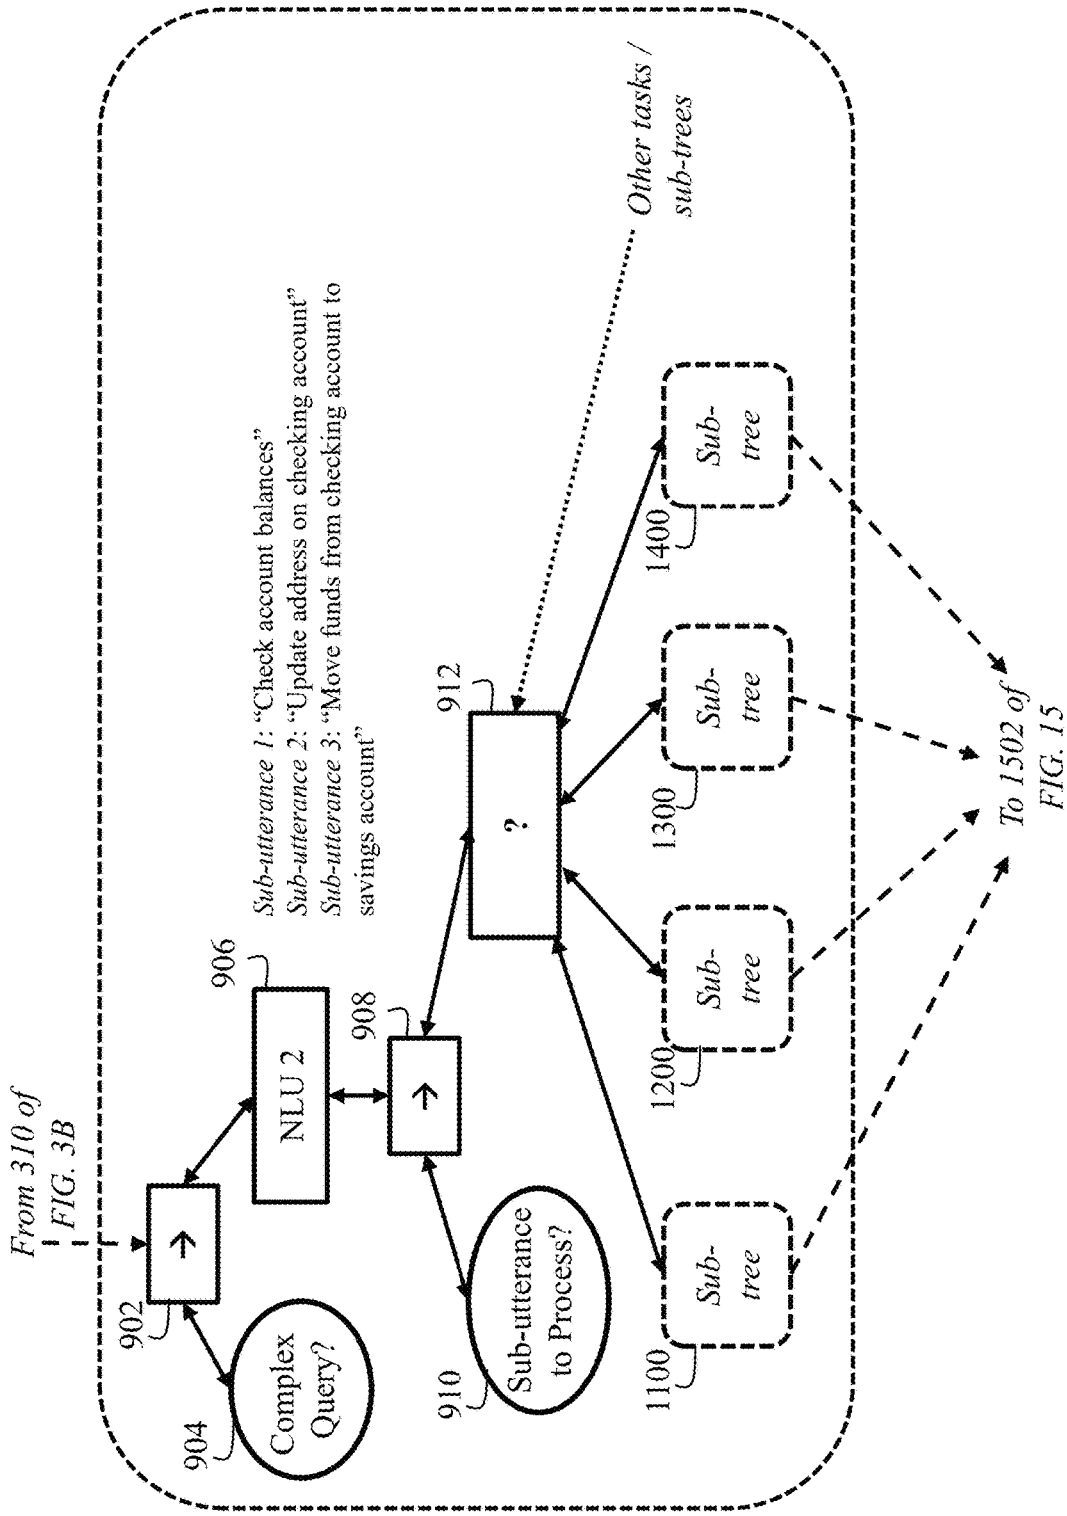 From 310 of
FIG. 3B
902
→
904
Complex
Query?
906
NLU 2
Sub-utterance 1: “Check account balances”
Sub-utterance 2: “Update address on checking account”
Sub-utterance 3: “Move funds from checking account to
savings account”
908
→
910
Sub-utterance
to Process?
912
?
Other tasks /
sub-trees
1100
Sub-
tree
1200
Sub-
tree
1300
Sub-
tree
1400
Sub-
tree
To 1502 of
FIG. 15